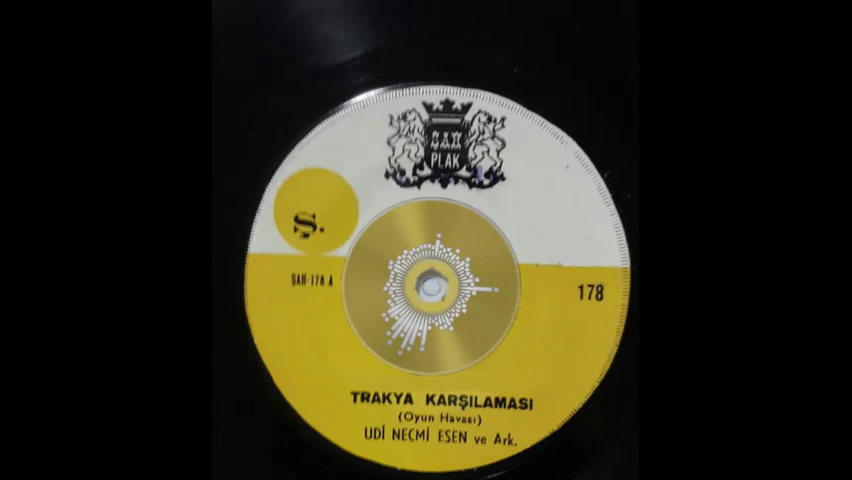 ŞAH
PLAK
Ş.
ŞAH-178 A
178
TRAKYA KARŞILAMASI
(Oyun Havası)
UDİ NECMİ ESEN ve Ark.